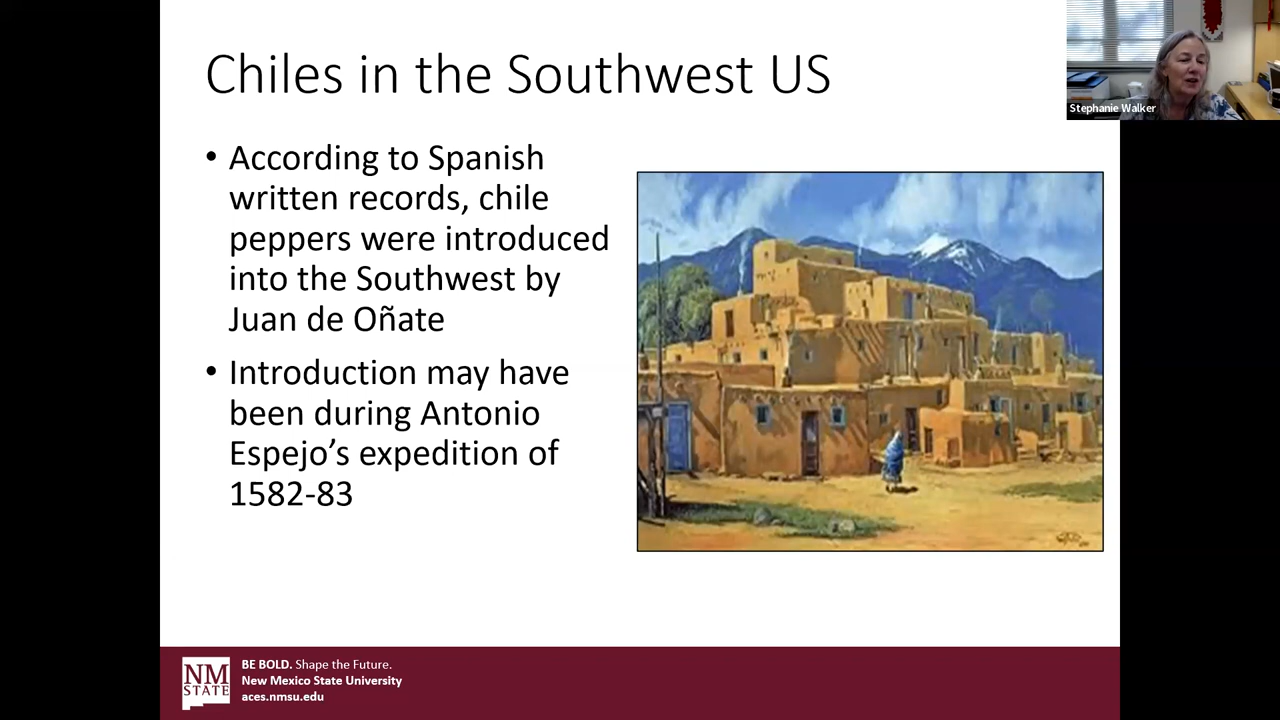 Chiles in the Southwest US
Stephanie Walker
• According to Spanish
written records, chile
peppers were introduced
into the Southwest by
Juan de Oñate
• Introduction may have
been during Antonio
Espejo’s expedition of
1582-83
NM
STATE
BE BOLD. Shape the Future.
New Mexico State University
aces.nmsu.edu